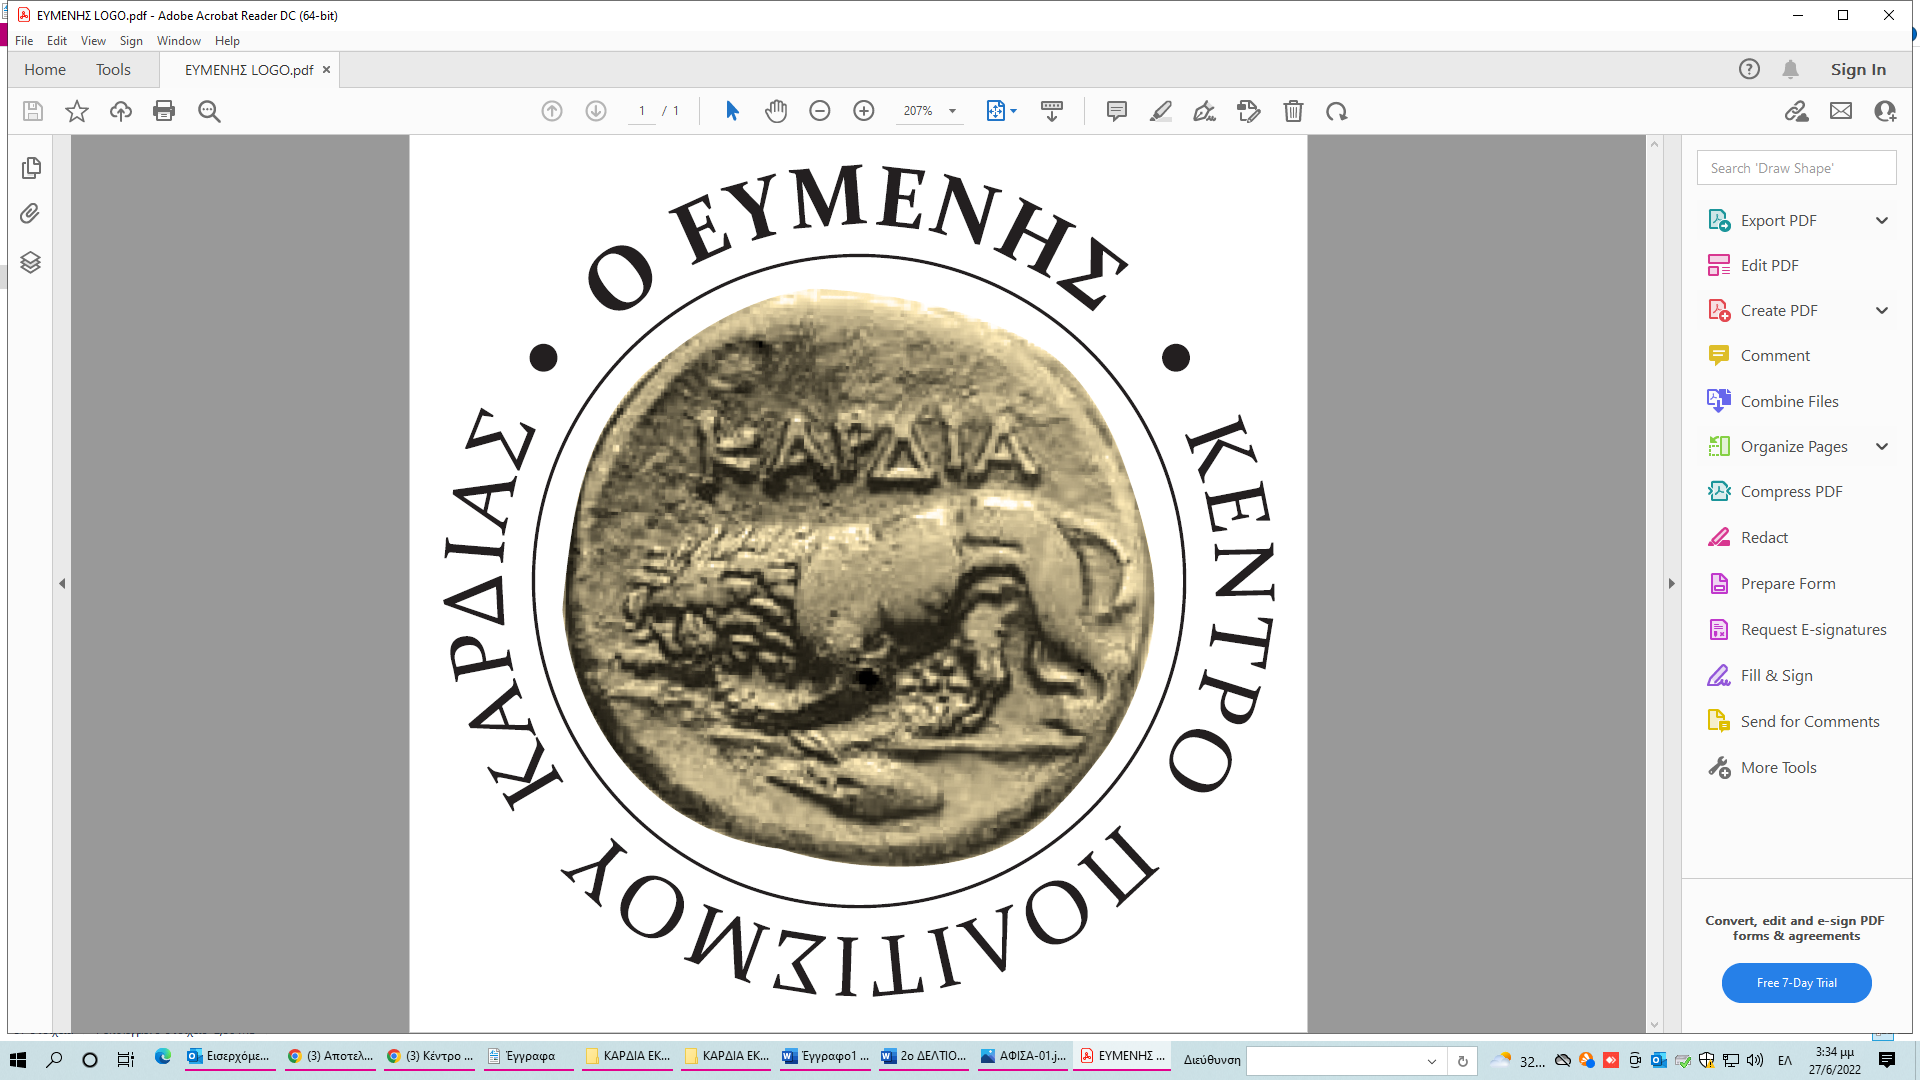 ΕΥΜΕΝΗΣ LOGO.pdf - Adobe Acrobat Reader DC (64-bit)
File Edit View Sign Window Help
Home Tools ΕΥΜΕΝΗΣ LOGO.pdf Sign In
1 / 1 207%
Search 'Draw Shape'
Export PDF
Edit PDF
Create PDF
Comment
Combine Files
Organize Pages
Compress PDF
Redact
Prepare Form
Request E-signatures
Fill & Sign
Send for Comments
More Tools
Convert, edit and e-sign PDF
forms & agreements
Free 7-Day Trial
Ο ΕΥΜΕΝΗΣ
• ΚΕΝΤΡΟ ΠΟΛΙΤΙΣΜΟΥ ΚΑΡΔΙΑΣ •
ΚΑΡΔΙΑ
Εισερχόμε... (3) Αποτελ... (3) Κέντρο ... Έγγραφα ΚΑΡΔΙΑ ΕΚ... ΚΑΡΔΙΑ ΕΚ... Έγγραφο1 ... 2ο ΔΕΛΤΙΟ... ΑΦΙΣΑ-01.j... ΕΥΜΕΝΗΣ ... Διεύθυνση 32... ΕΛ 3:34 μμ
27/6/2022